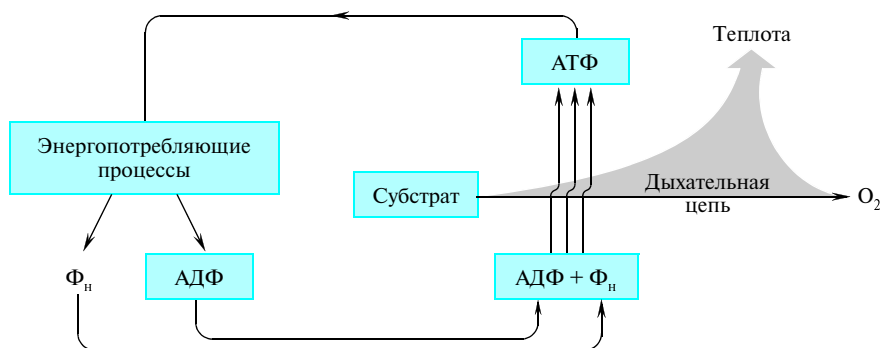 Теплота
АТФ
Энергопотребляющие
процессы
Субстрат
Дыхательная
цепь
O₂
Фн
АДФ
АДФ + Фн